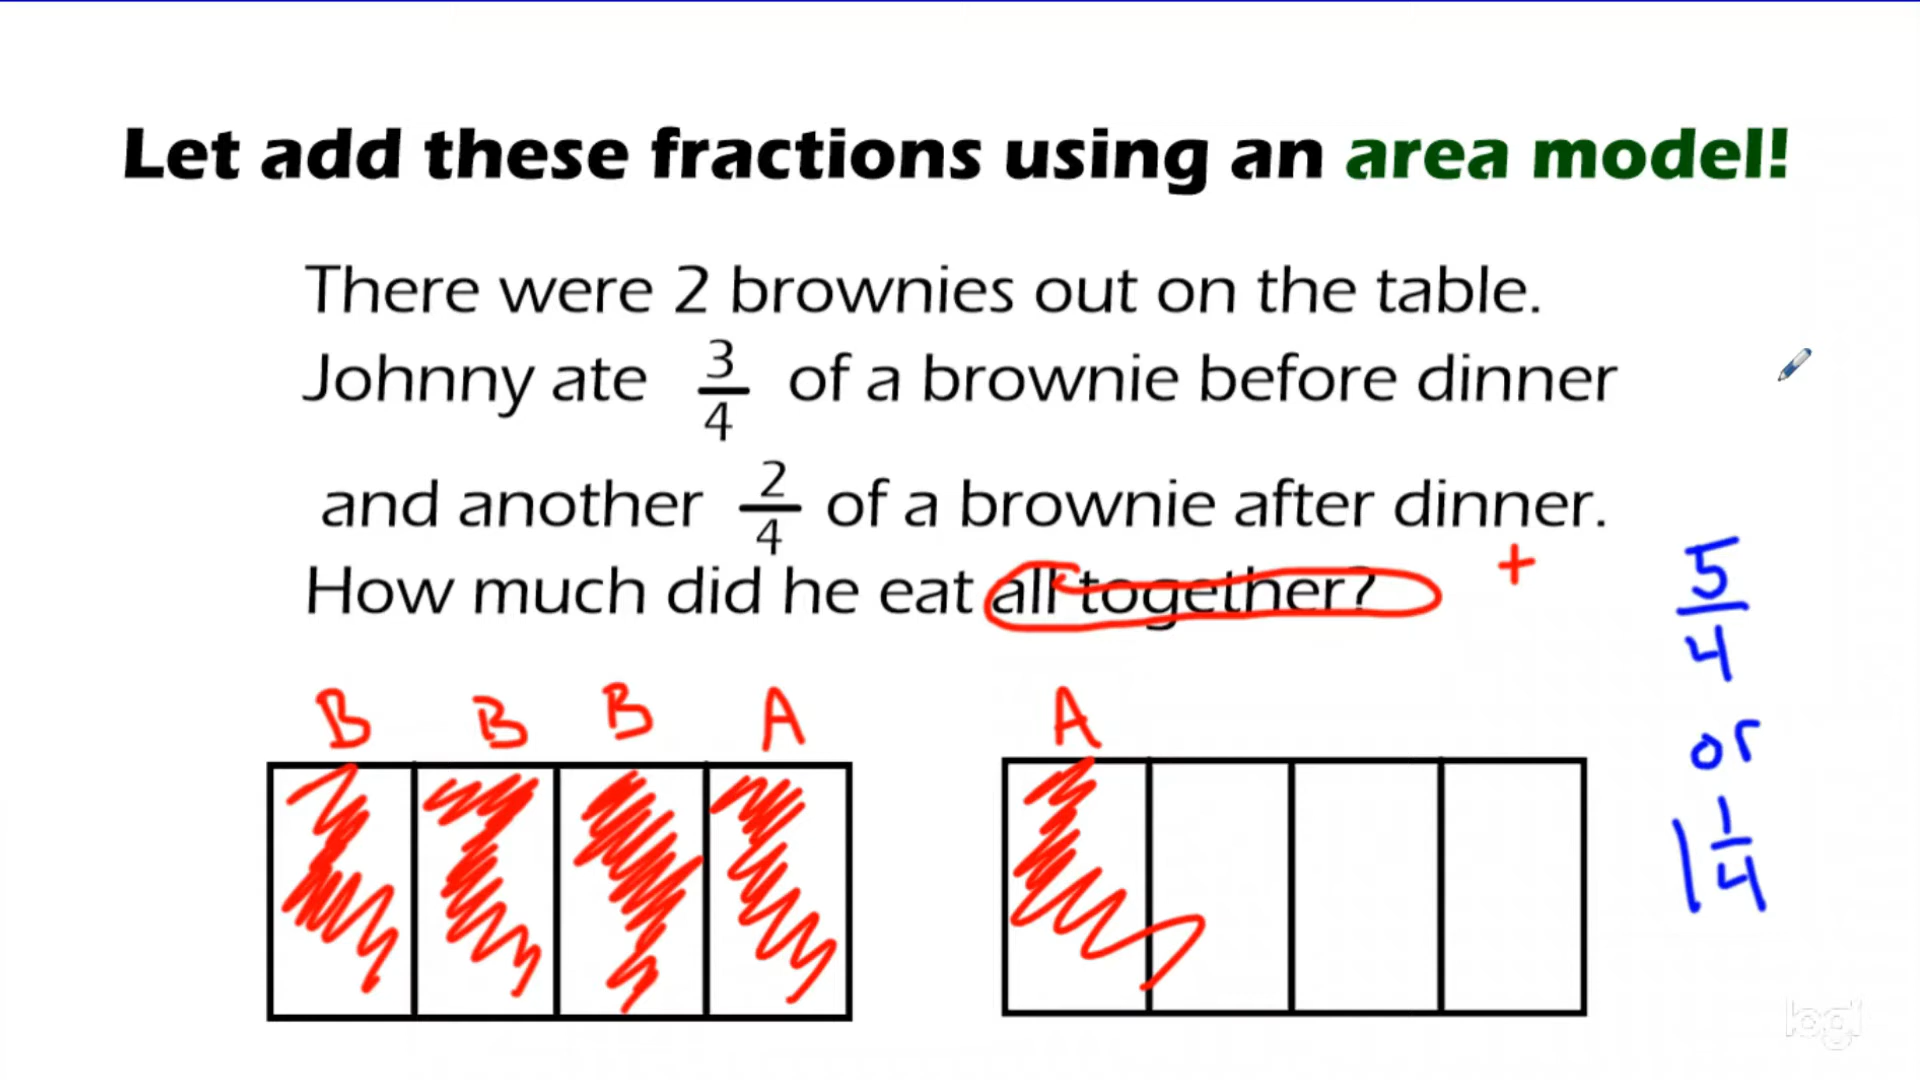 Let add these fractions using an area model!
There were 2 brownies out on the table.
Johnny ate 3/4 of a brownie before dinner
and another 2/4 of a brownie after dinner.
How much did he eat all together? +
5/4
or
1 1/4
B B B A A
logi